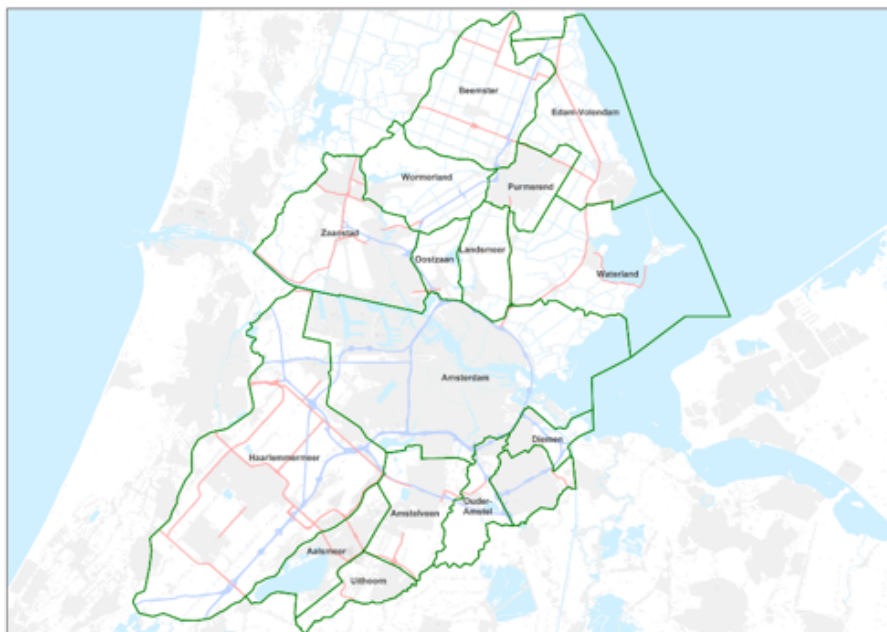 Beemster
Edam-Volendam
Wormerland
Purmerend
Zaanstad
Oostzaan
Landsmeer
Waterland
Amsterdam
Diemen
Haarlemmermeer
Ouder-
Amstel
Amstelveen
Aalsmeer
Uithoorn